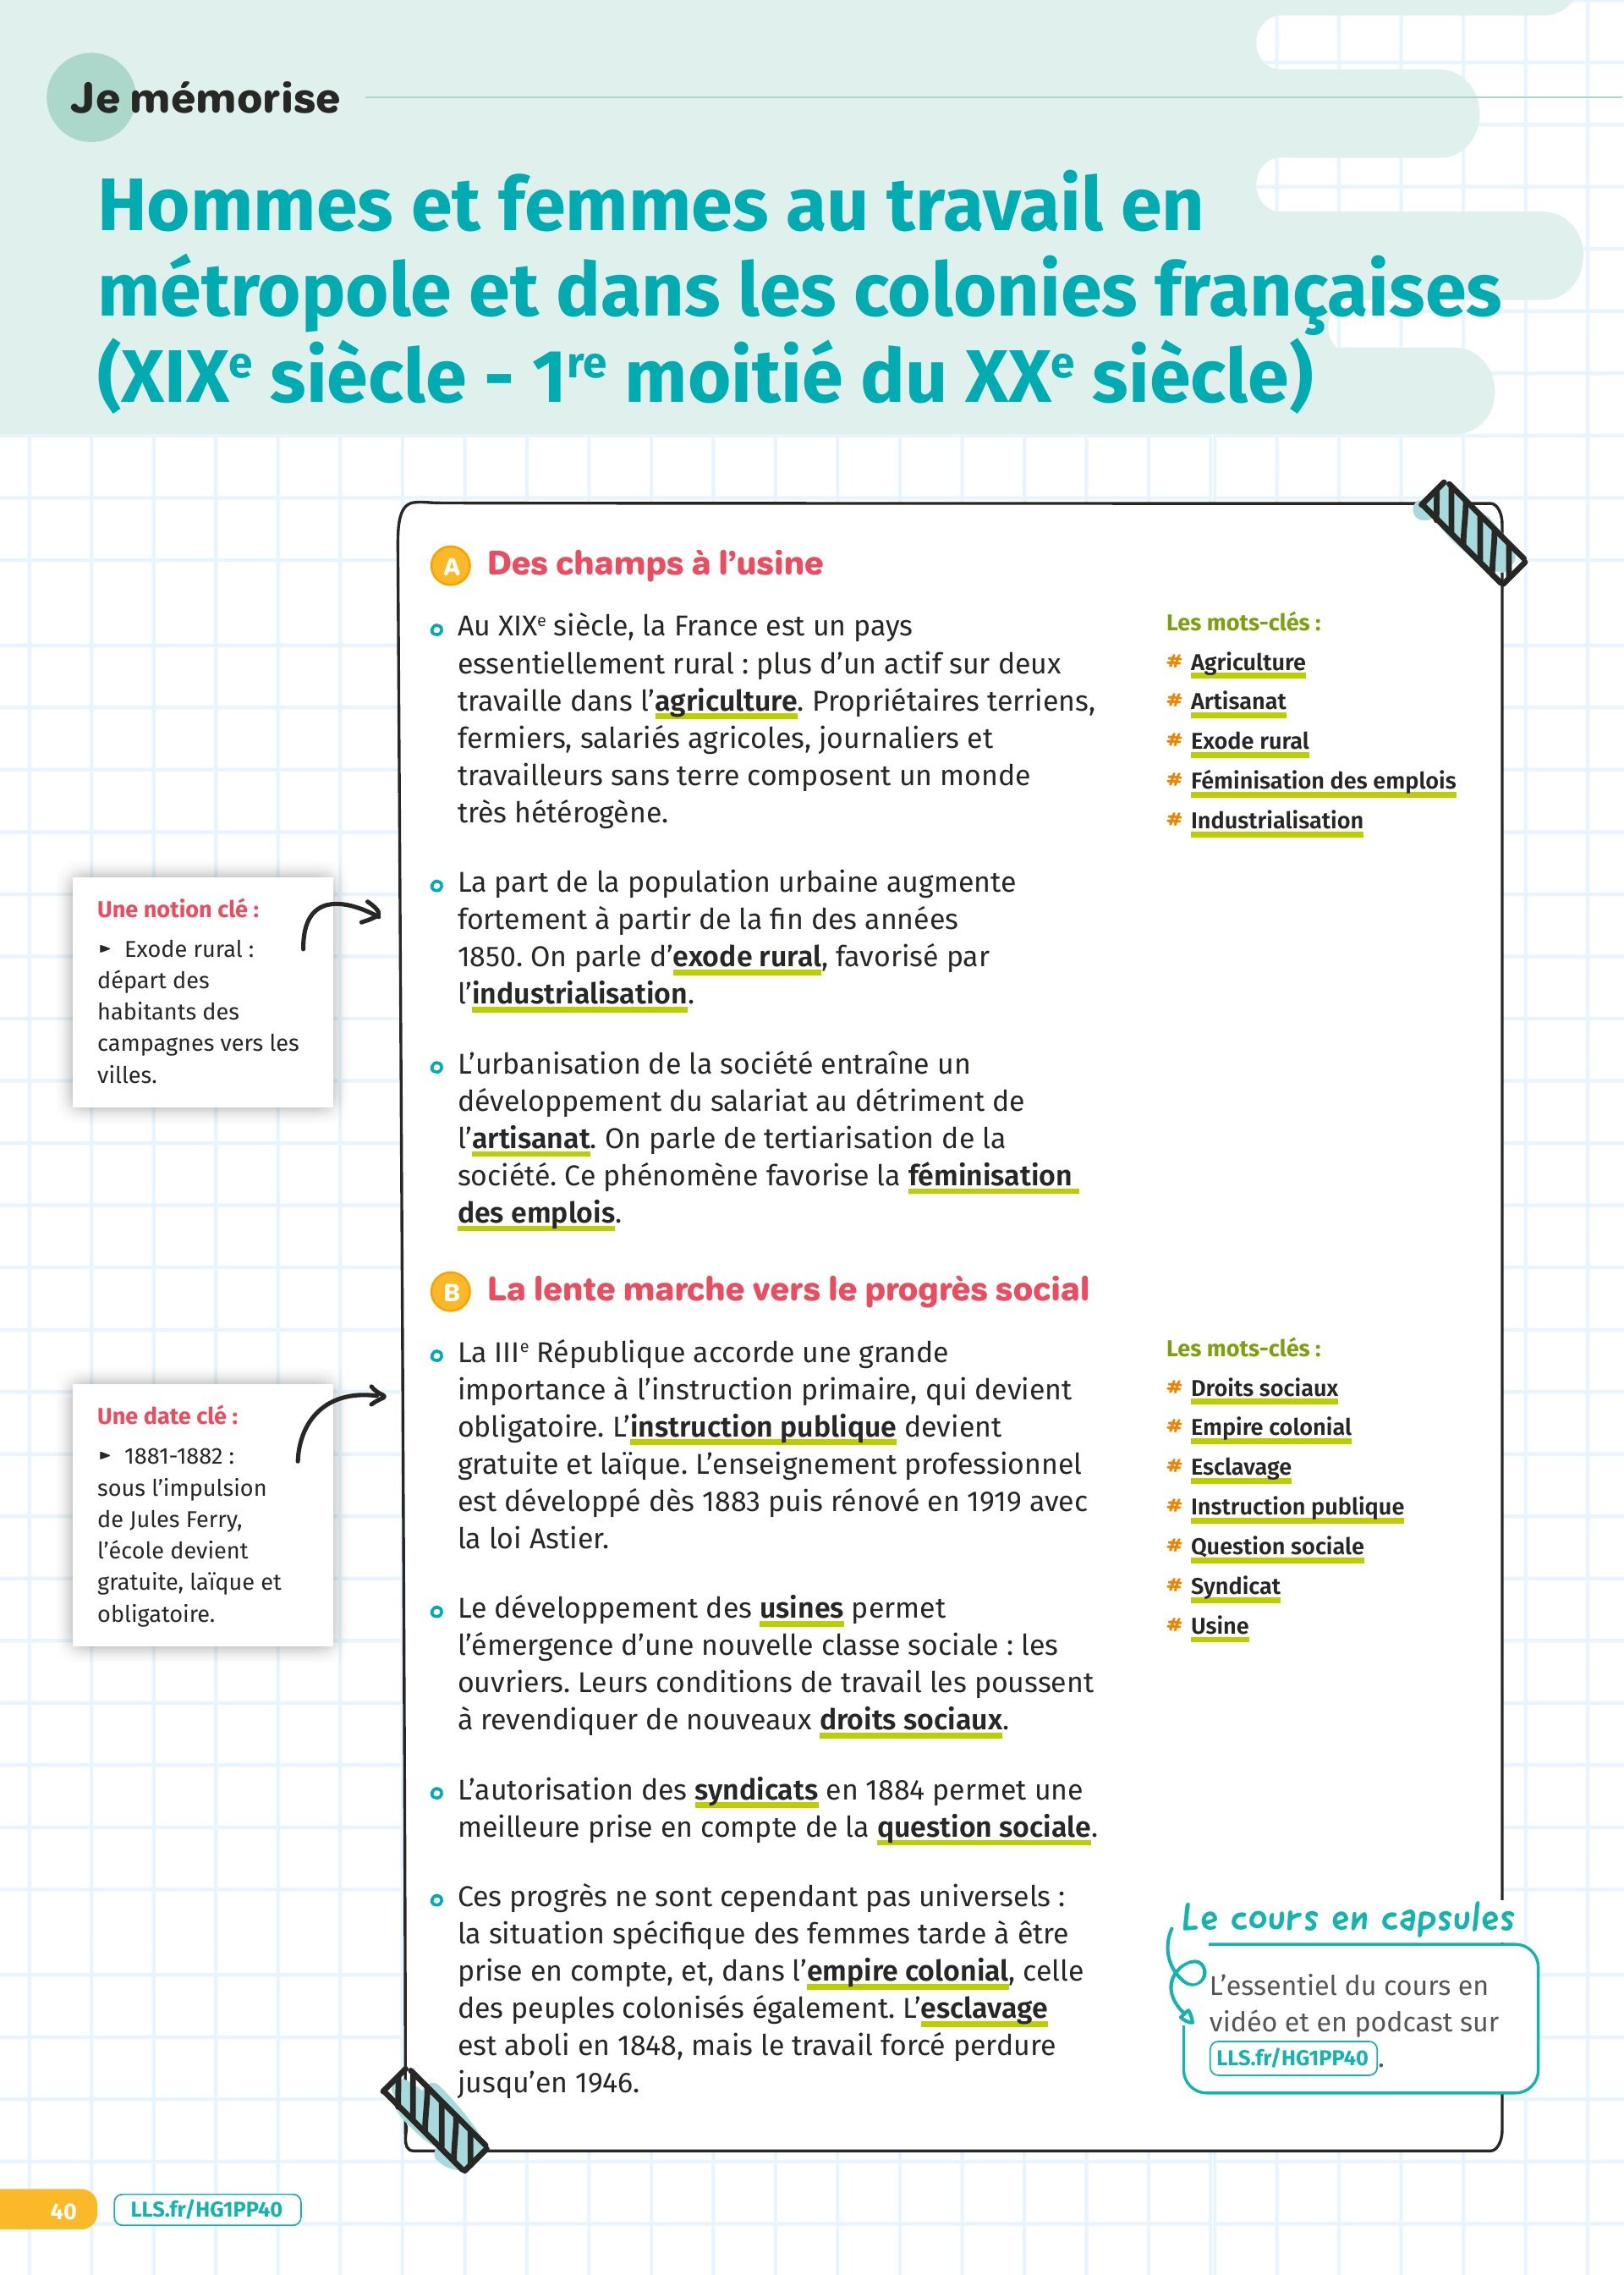 Je mémorise
Hommes et femmes au travail en
métropole et dans les colonies françaises
(XIXe siècle - 1re moitié du XXe siècle)
A Des champs à l’usine
Au XIXe siècle, la France est un pays
essentiellement rural : plus d’un actif sur deux
travaille dans l’agriculture. Propriétaires terriens,
fermiers, salariés agricoles, journaliers et
travailleurs sans terre composent un monde
très hétérogène.
Les mots-clés :
# Agriculture
# Artisanat
# Exode rural
# Féminisation des emplois
# Industrialisation
Une notion clé :
► Exode rural :
départ des
habitants des
campagnes vers les
villes.
La part de la population urbaine augmente
fortement à partir de la fin des années
1850. On parle d’exode rural, favorisé par
l’industrialisation.
L’urbanisation de la société entraîne un
développement du salariat au détriment de
l’artisanat. On parle de tertiarisation de la
société. Ce phénomène favorise la féminisation
des emplois.
B La lente marche vers le progrès social
La IIIe République accorde une grande
importance à l’instruction primaire, qui devient
obligatoire. L’instruction publique devient
gratuite et laïque. L’enseignement professionnel
est développé dès 1883 puis rénové en 1919 avec
la loi Astier.
Les mots-clés :
# Droits sociaux
# Empire colonial
# Esclavage
# Instruction publique
# Question sociale
# Syndicat
# Usine
Une date clé :
► 1881-1882 :
sous l’impulsion
de Jules Ferry,
l’école devient
gratuite, laïque et
obligatoire.
Le développement des usines permet
l’émergence d’une nouvelle classe sociale : les
ouvriers. Leurs conditions de travail les poussent
à revendiquer de nouveaux droits sociaux.
L’autorisation des syndicats en 1884 permet une
meilleure prise en compte de la question sociale.
Ces progrès ne sont cependant pas universels :
la situation spécifique des femmes tarde à être
prise en compte, et, dans l’empire colonial, celle
des peuples colonisés également. L’esclavage
est aboli en 1848, mais le travail forcé perdure
jusqu’en 1946.
Le cours en capsules
L’essentiel du cours en
vidéo et en podcast sur
LLS.fr/HG1PP40 .
40
LLS.fr/HG1PP40